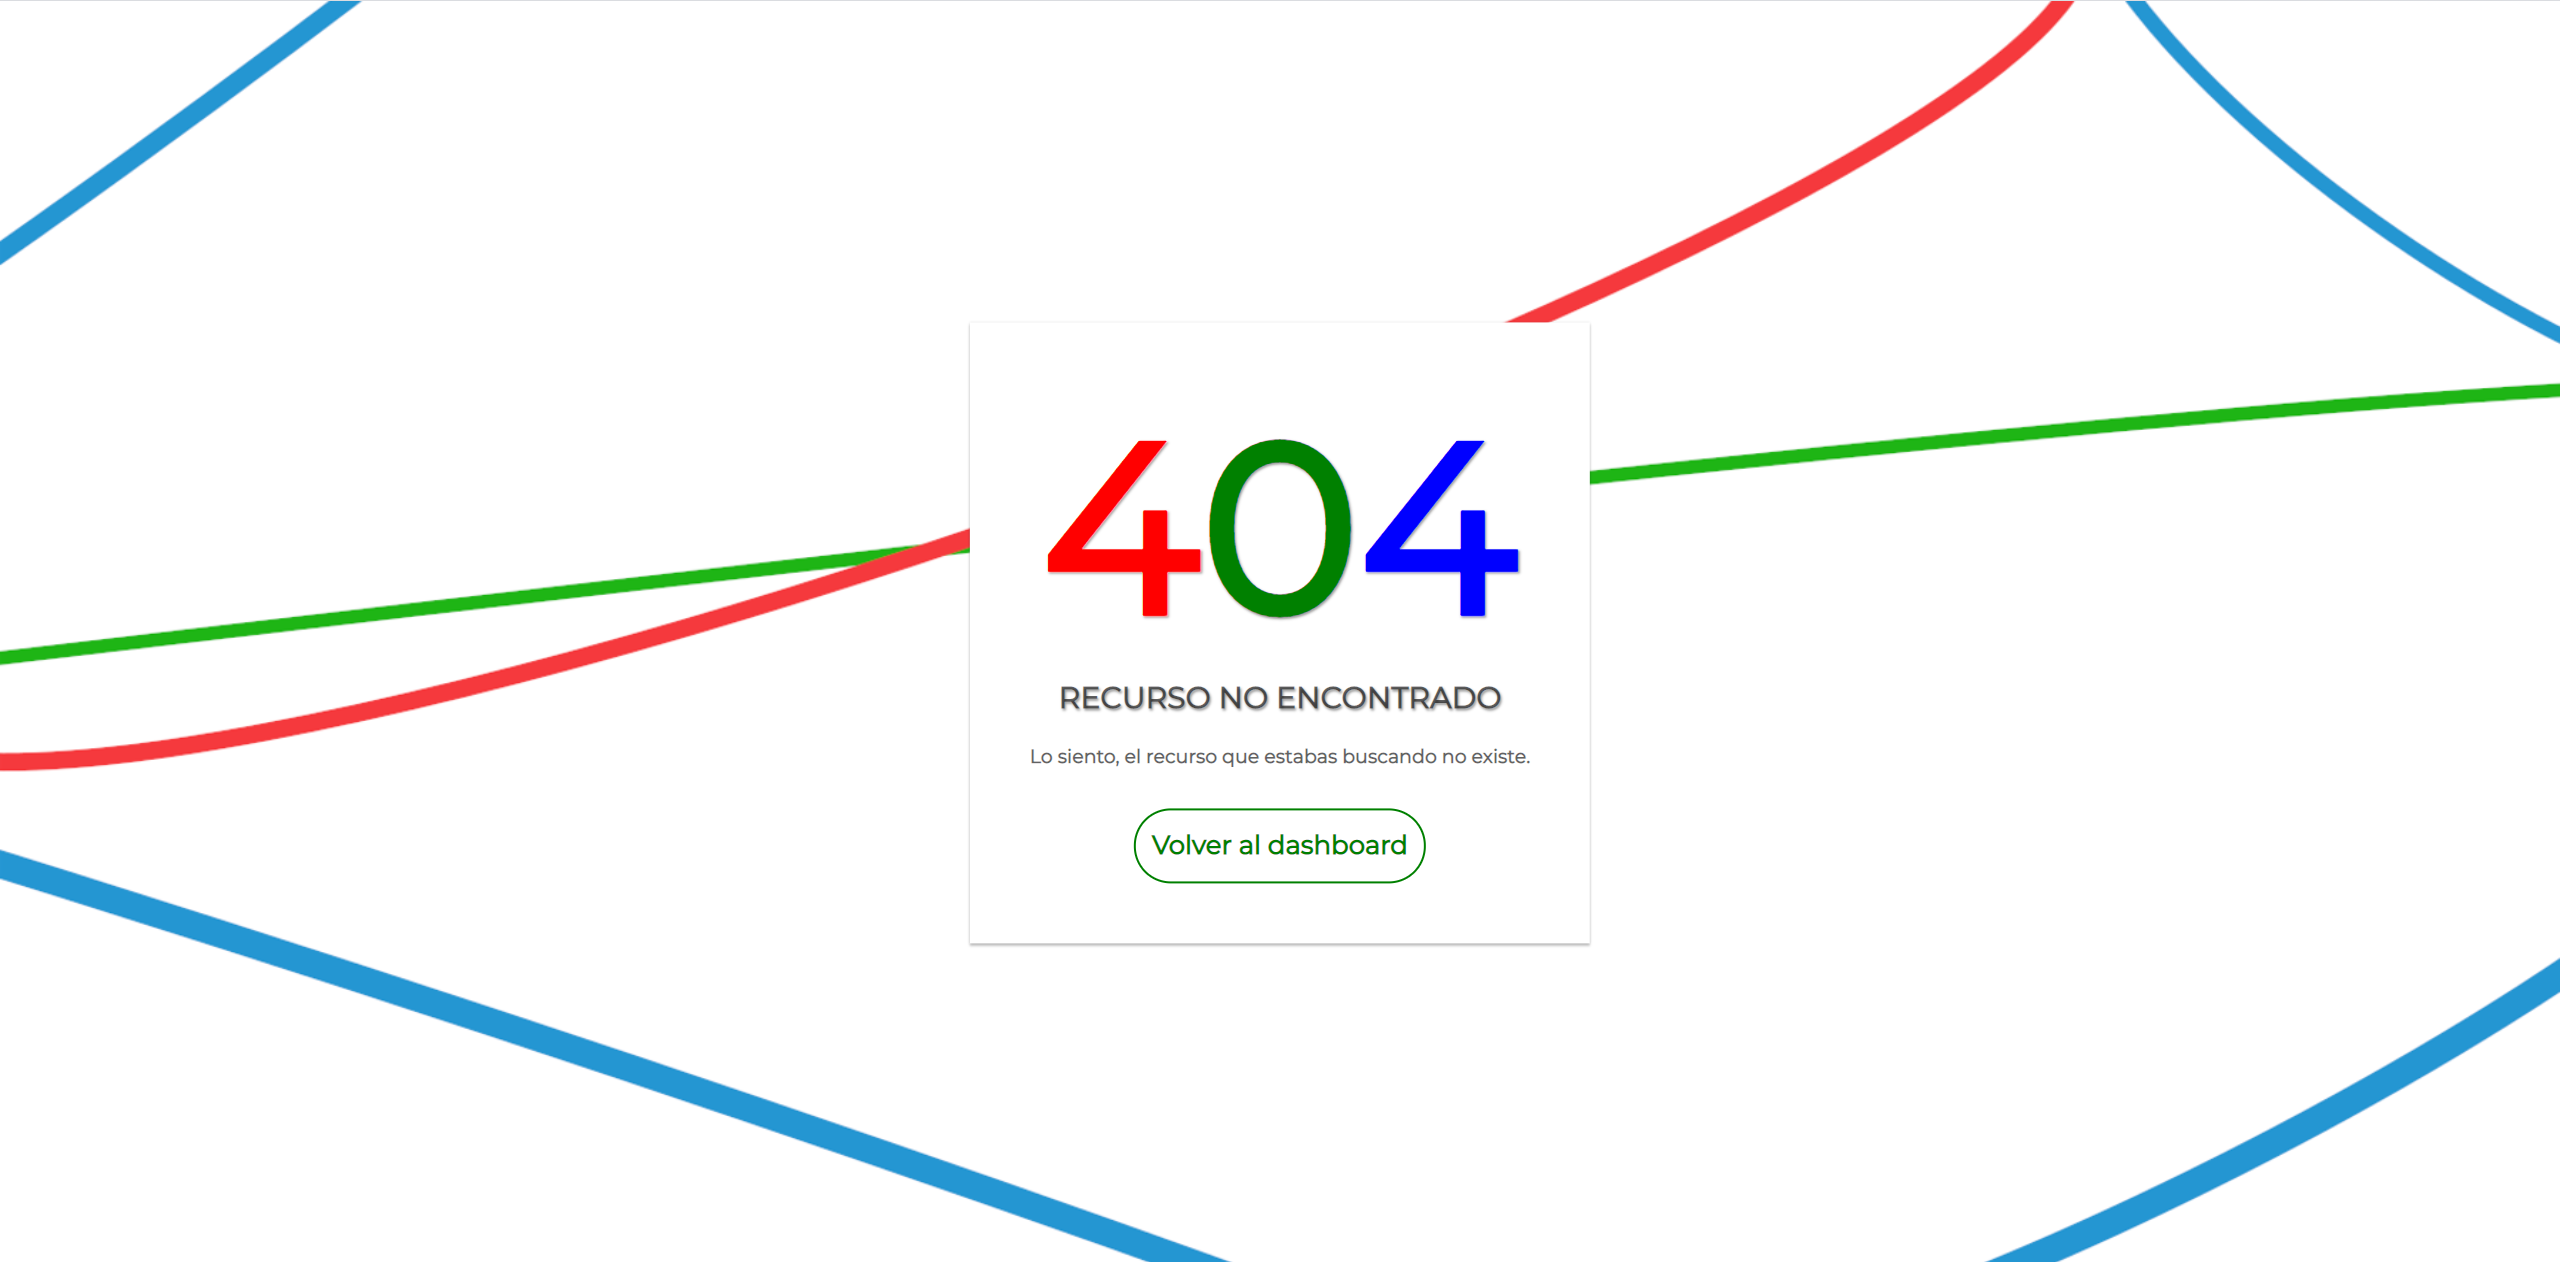 404
RECURSO NO ENCONTRADO
Lo siento, el recurso que estabas buscando no existe.
Volver al dashboard